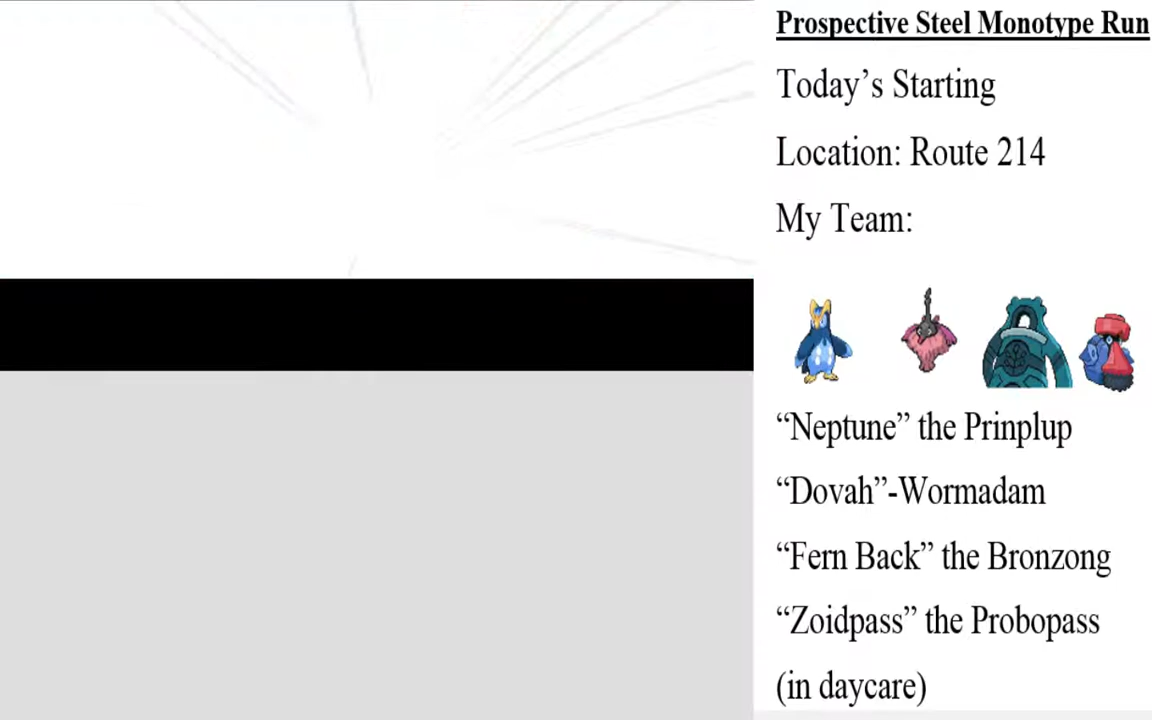 Prospective Steel Monotype Run
Today’s Starting
Location: Route 214
My Team:
“Neptune” the Prinplup
“Dovah”-Wormadam
“Fern Back” the Bronzong
“Zoidpass” the Probopass
(in daycare)